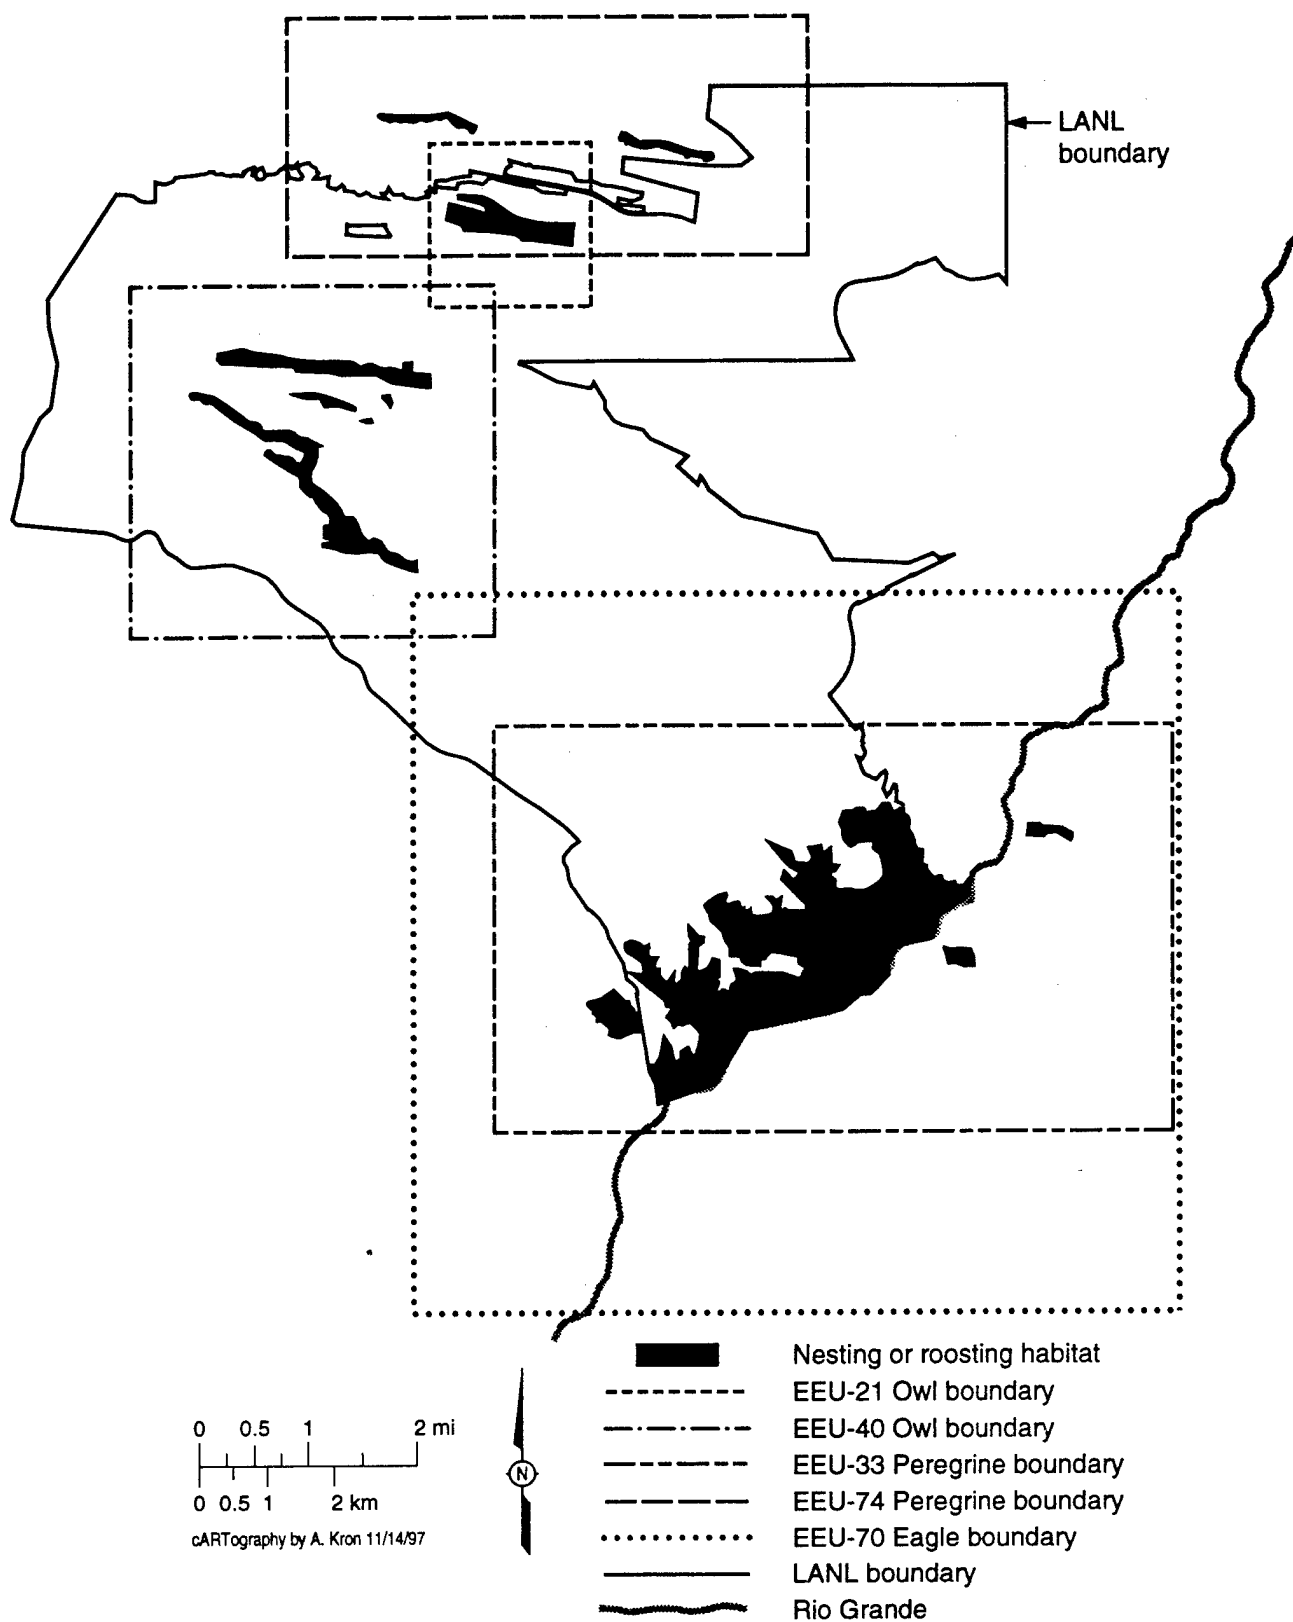 LANL
boundary
Nesting or roosting habitat
EEU-21 Owl boundary
EEU-40 Owl boundary
EEU-33 Peregrine boundary
EEU-74 Peregrine boundary
EEU-70 Eagle boundary
LANL boundary
Rio Grande
0 0.5 1 2 mi
0 0.5 1 2 km
N
cARTography by A. Kron 11/14/97